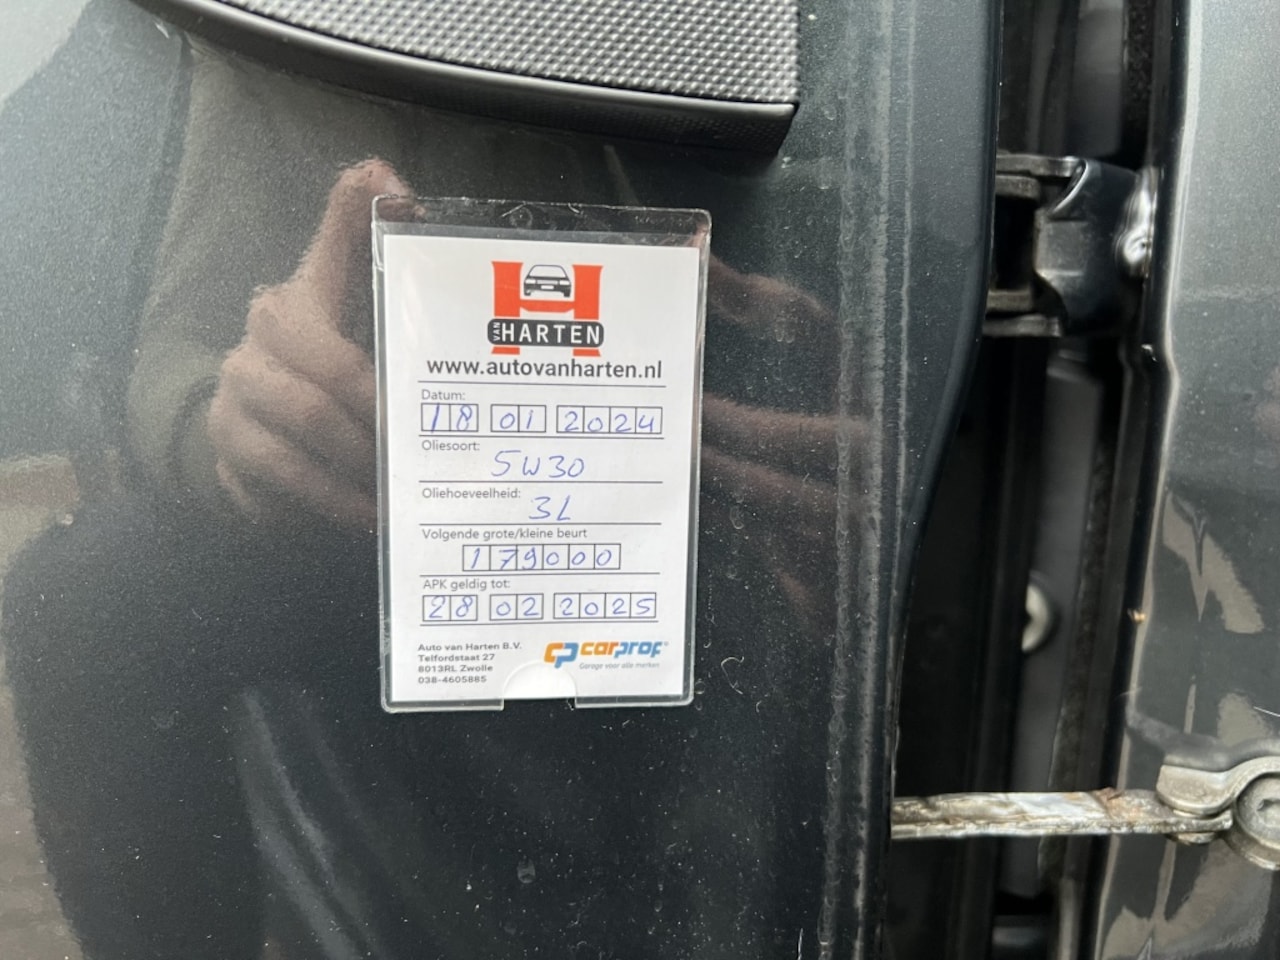 VAN HARTEN
www.autovanharten.nl
Datum:
18 01 2024
Oliesoort:
5W30
Oliehoeveelheid:
3L
Volgende grote/kleine beurt
179000
APK geldig tot:
28 02 2025
Auto van Harten B.V.
Telfordstaat 27
8013RL Zwolle
038-4605885
CP carprof
Garage voor alle merken